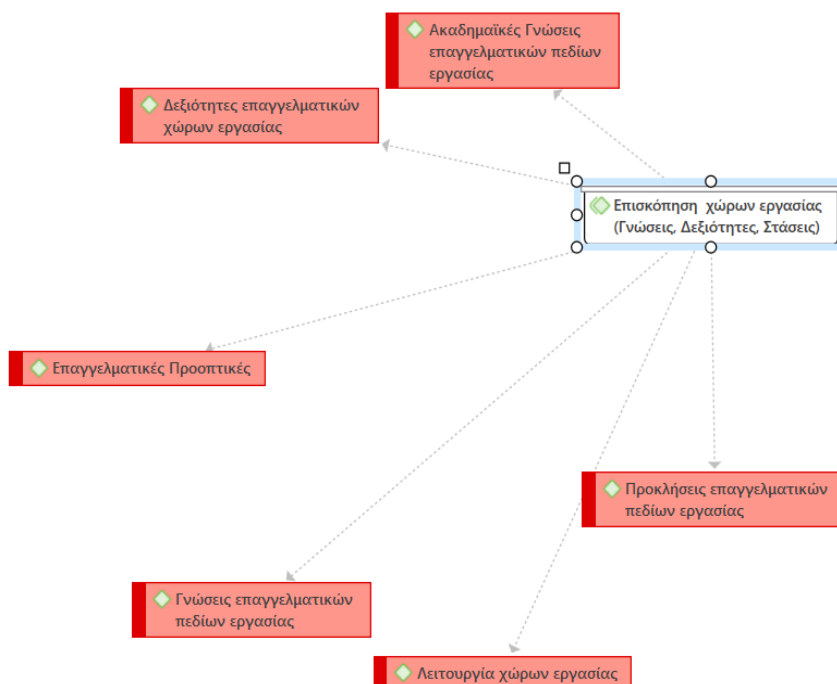 Ακαδημαϊκές Γνώσεις
επαγγελματικών πεδίων
εργασίας
Δεξιότητες επαγγελματικών
χώρων εργασίας
Επισκόπηση χώρων εργασίας
(Γνώσεις, Δεξιότητες, Στάσεις)
Επαγγελματικές Προοπτικές
Προκλήσεις επαγγελματικών
πεδίων εργασίας
Γνώσεις επαγγελματικών
πεδίων εργασίας
Λειτουργία χώρων εργασίας